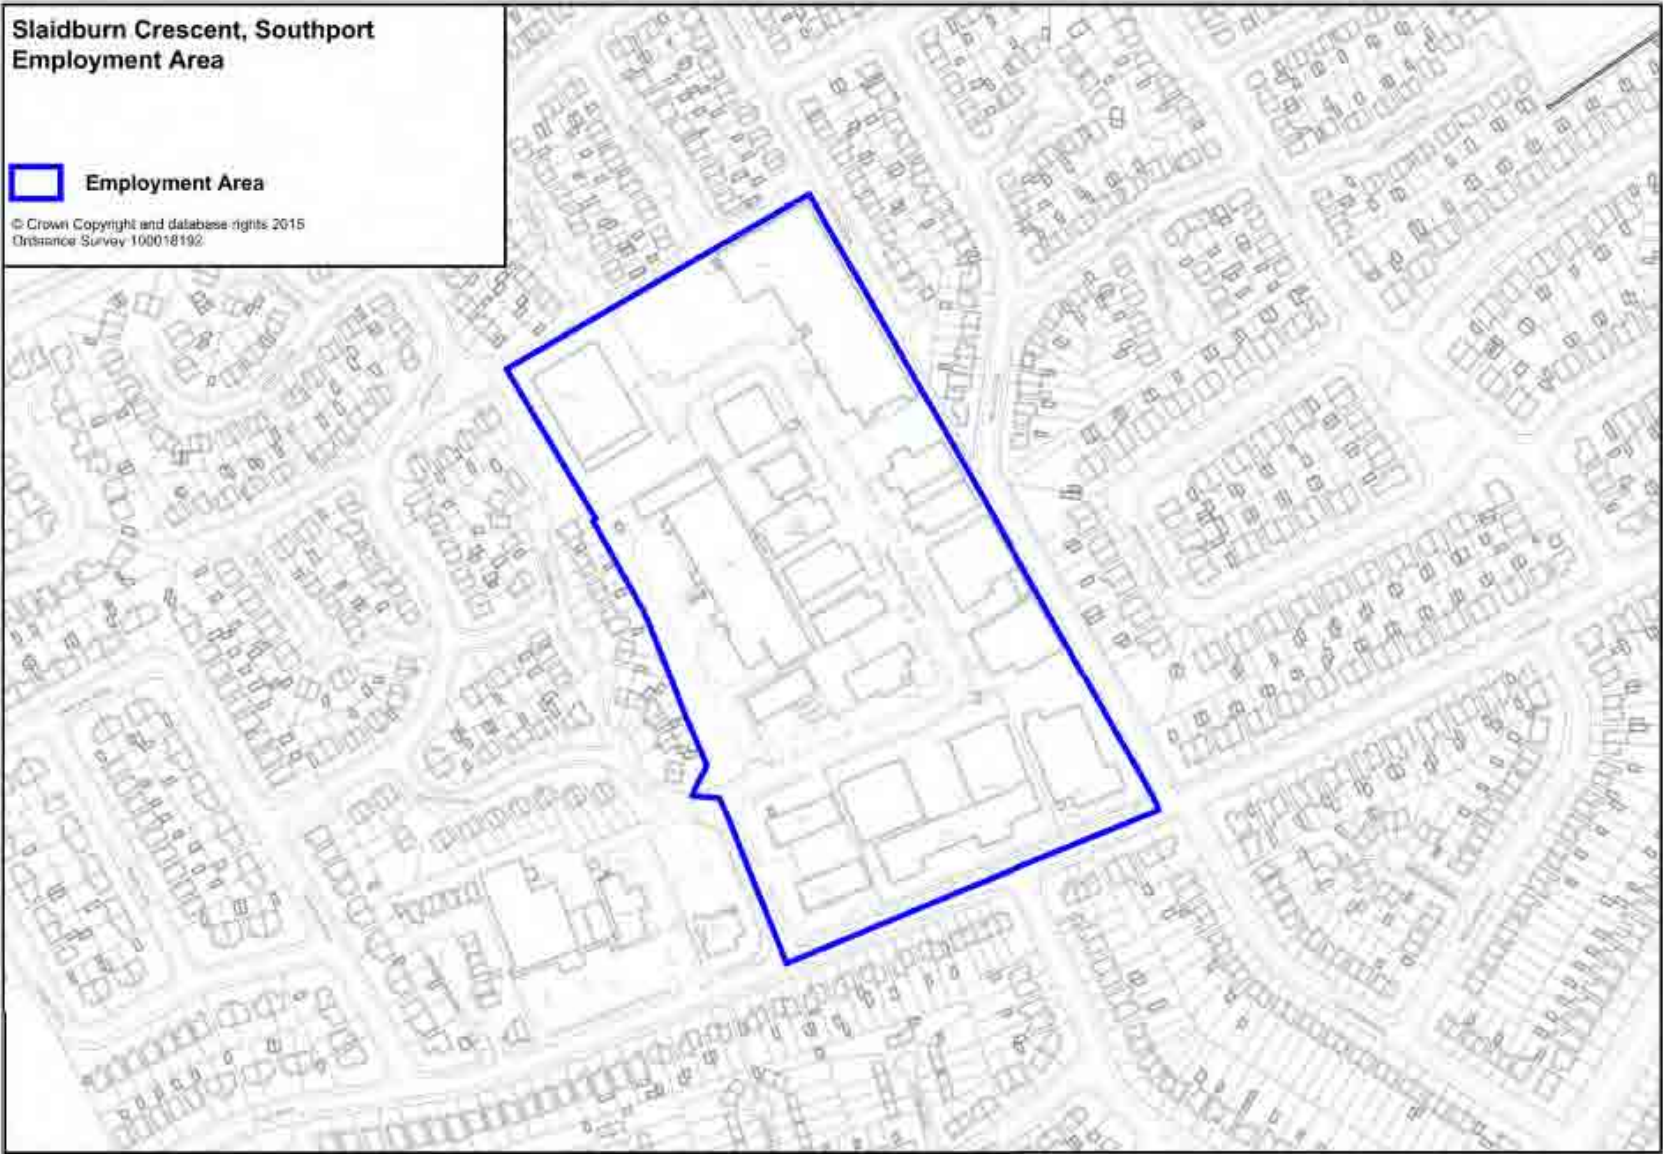 Slaidburn Crescent, Southport
Employment Area
Employment Area
© Crown Copyright and database rights 2015
Ordnance Survey 100018192